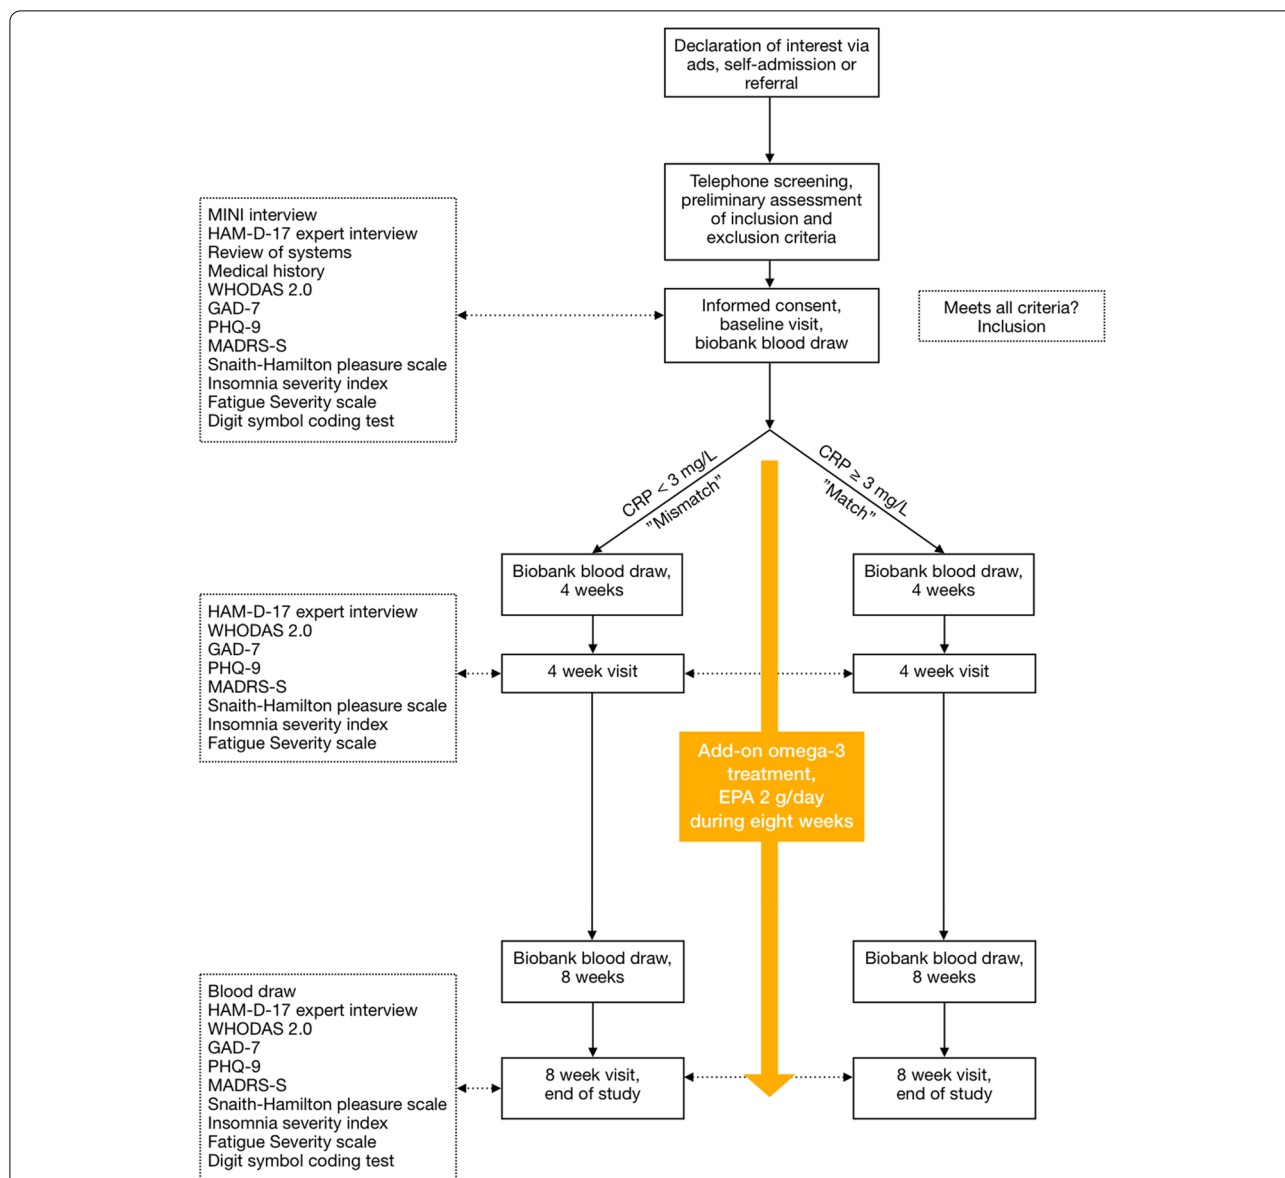 Declaration of interest via
ads, self-admission or
referral
Telephone screening,
preliminary assessment
of inclusion and
exclusion criteria
MINI interview
HAM-D-17 expert interview
Review of systems
Medical history
WHODAS 2.0
GAD-7
PHQ-9
MADRS-S
Snaith-Hamilton pleasure scale
Insomnia severity index
Fatigue Severity scale
Digit symbol coding test
Informed consent,
baseline visit,
biobank blood draw
Meets all criteria?
Inclusion
CRP < 3 mg/L
”Mismatch”
CRP ≥ 3 mg/L
”Match”
Biobank blood draw,
4 weeks
Biobank blood draw,
4 weeks
HAM-D-17 expert interview
WHODAS 2.0
GAD-7
PHQ-9
MADRS-S
Snaith-Hamilton pleasure scale
Insomnia severity index
Fatigue Severity scale
4 week visit
4 week visit
Add-on omega-3
treatment,
EPA 2 g/day
during eight weeks
Biobank blood draw,
8 weeks
Biobank blood draw,
8 weeks
Blood draw
HAM-D-17 expert interview
WHODAS 2.0
GAD-7
PHQ-9
MADRS-S
Snaith-Hamilton pleasure scale
Insomnia severity index
Fatigue Severity scale
Digit symbol coding test
8 week visit,
end of study
8 week visit,
end of study